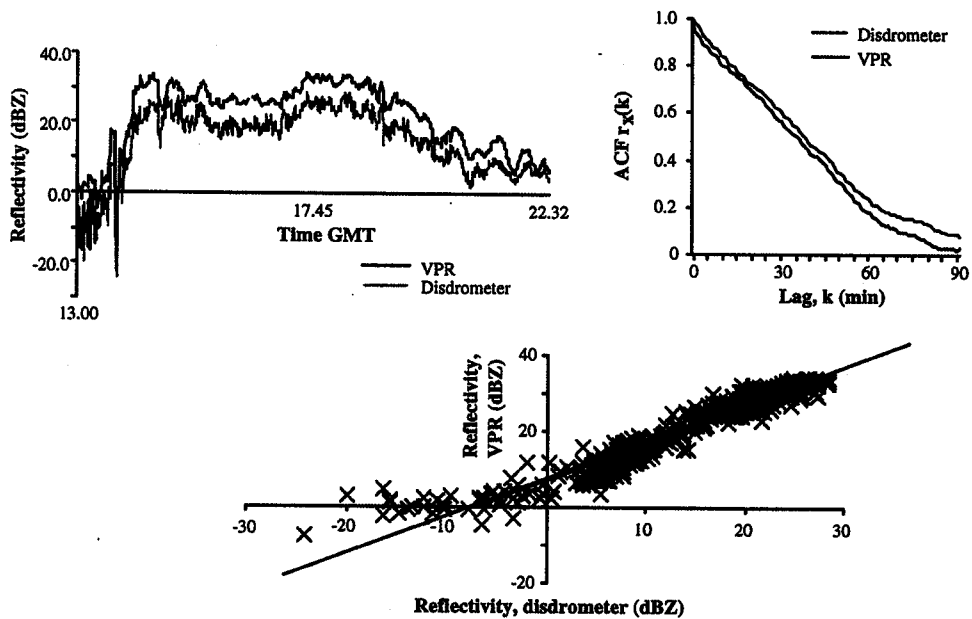 40.0
20.0
0.0
-20.0
Reflectivity (dBZ)
13.00
17.45
22.32
Time GMT
VPR
Disdrometer
1.0
0.8
0.6
0.4
0.2
0
ACF rx(k)
Disdrometer
VPR
0
30
60
90
Lag, k (min)
Reflectivity,
VPR (dBZ)
40
20
-20
-30
-20
-10
0
10
20
30
Reflectivity, disdrometer (dBZ)